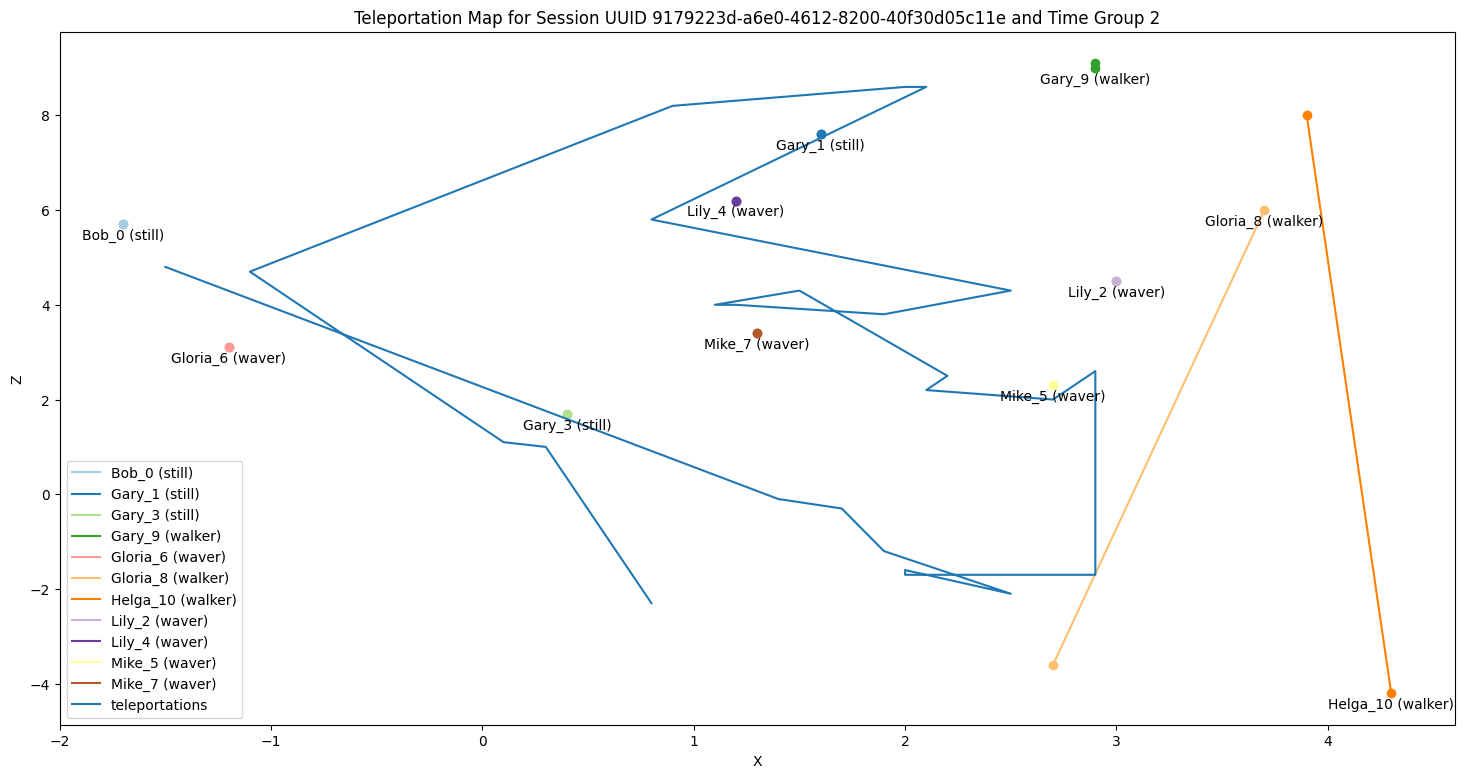 Teleportation Map for Session UUID 9179223d-a6e0-4612-8200-40f30d05c11e and Time Group 2
Gary_9 (walker)
Gary_1 (still)
Lily_4 (waver)
Gloria_8 (walker)
Bob_0 (still)
Lily_2 (waver)
Mike_7 (waver)
Gloria_6 (waver)
Mike_5 (waver)
Gary_3 (still)
Helga_10 (walker)
Z
8
6
4
2
0
−2
−4
Bob_0 (still)
Gary_1 (still)
Gary_3 (still)
Gary_9 (walker)
Gloria_6 (waver)
Gloria_8 (walker)
Helga_10 (walker)
Lily_2 (waver)
Lily_4 (waver)
Mike_5 (waver)
Mike_7 (waver)
teleportations
−2 −1 0 1 2 3 4
X